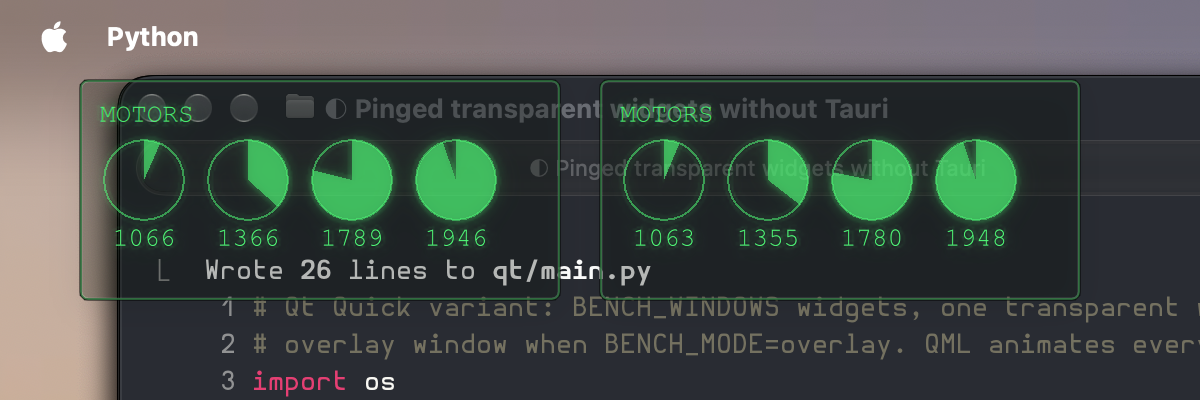 Python
Pinged transparent widgets without Tauri
MOTORS MOTORS
Pinged transparent widgets without Tauri
1066 1366 1789 1946 1063 1355 1780 1948
Wrote 26 lines to qt/main.py
1 # Qt Quick variant: BENCH_WINDOWS widgets, one transparent
2 # overlay window when BENCH_MODE=overlay. QML animates ever
3 import os